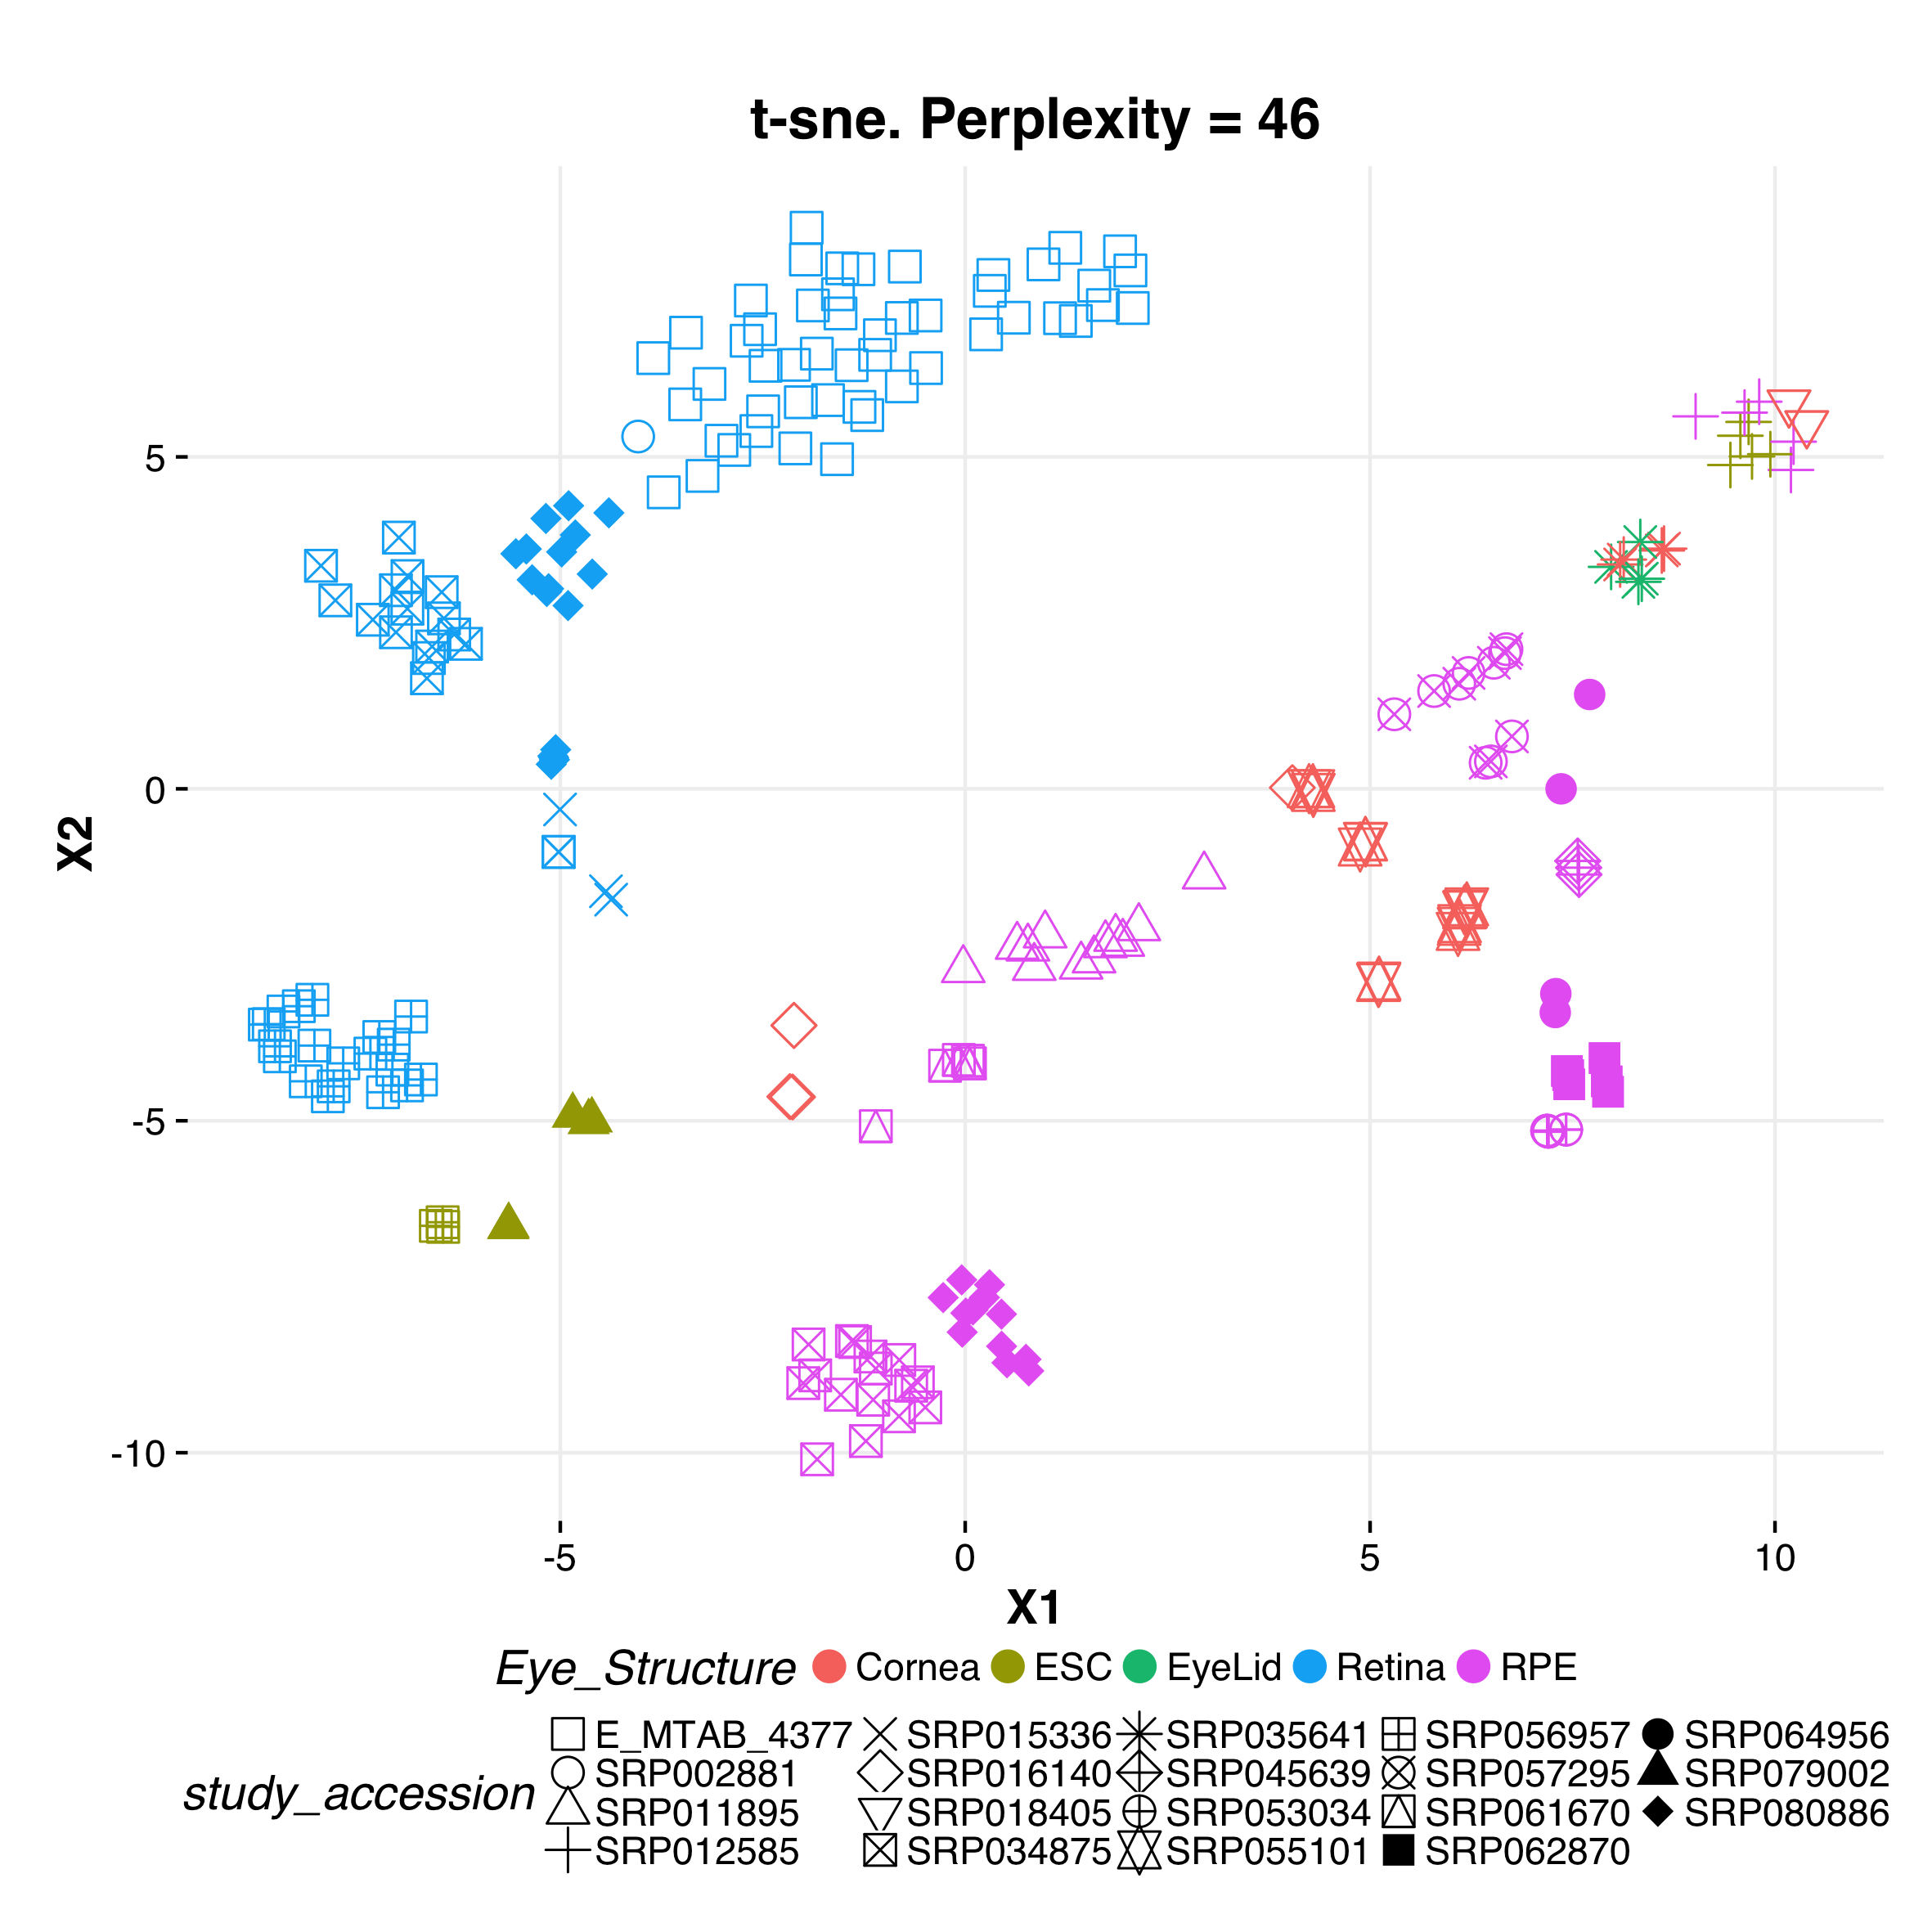 t-sne. Perplexity = 46
X2
5
0
-5
-10
-5 0 5 10
X1
Eye_Structure Cornea ESC EyeLid Retina RPE
study_accession
E_MTAB_4377 SRP015336 SRP035641 SRP056957 SRP064956
SRP002881 SRP016140 SRP045639 SRP057295 SRP079002
SRP011895 SRP018405 SRP053034 SRP061670 SRP080886
SRP012585 SRP034875 SRP055101 SRP062870